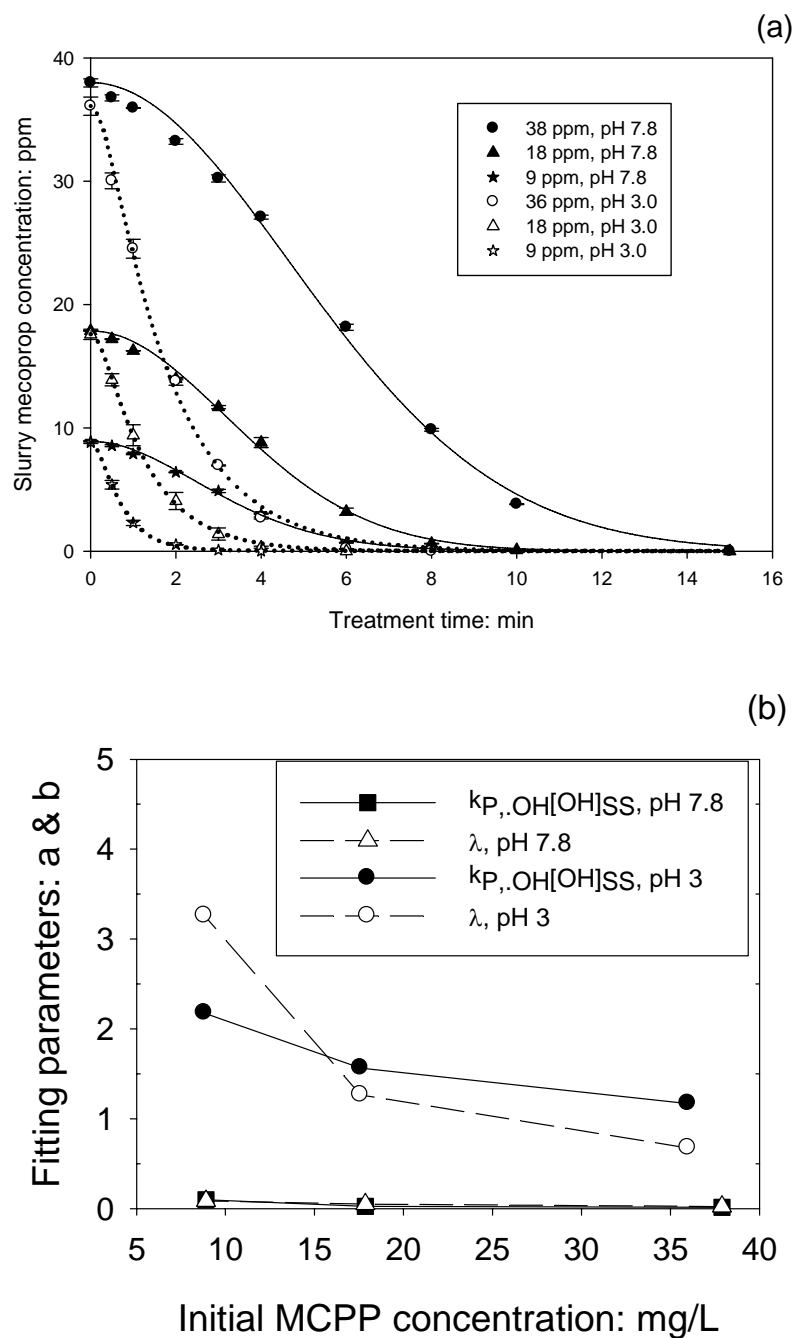 (a)
40
30
20
10
0
Slurry mecoprop concentration: ppm
38 ppm, pH 7.8
18 ppm, pH 7.8
9 ppm, pH 7.8
36 ppm, pH 3.0
18 ppm, pH 3.0
9 ppm, pH 3.0
0 2 4 6 8 10 12 14 16
Treatment time: min
(b)
5
4
3
2
1
0
Fitting parameters: a & b
kP,.OH[OH]SS, pH 7.8
λ, pH 7.8
kP,.OH[OH]SS, pH 3
λ, pH 3
5 10 15 20 25 30 35 40
Initial MCPP concentration: mg/L